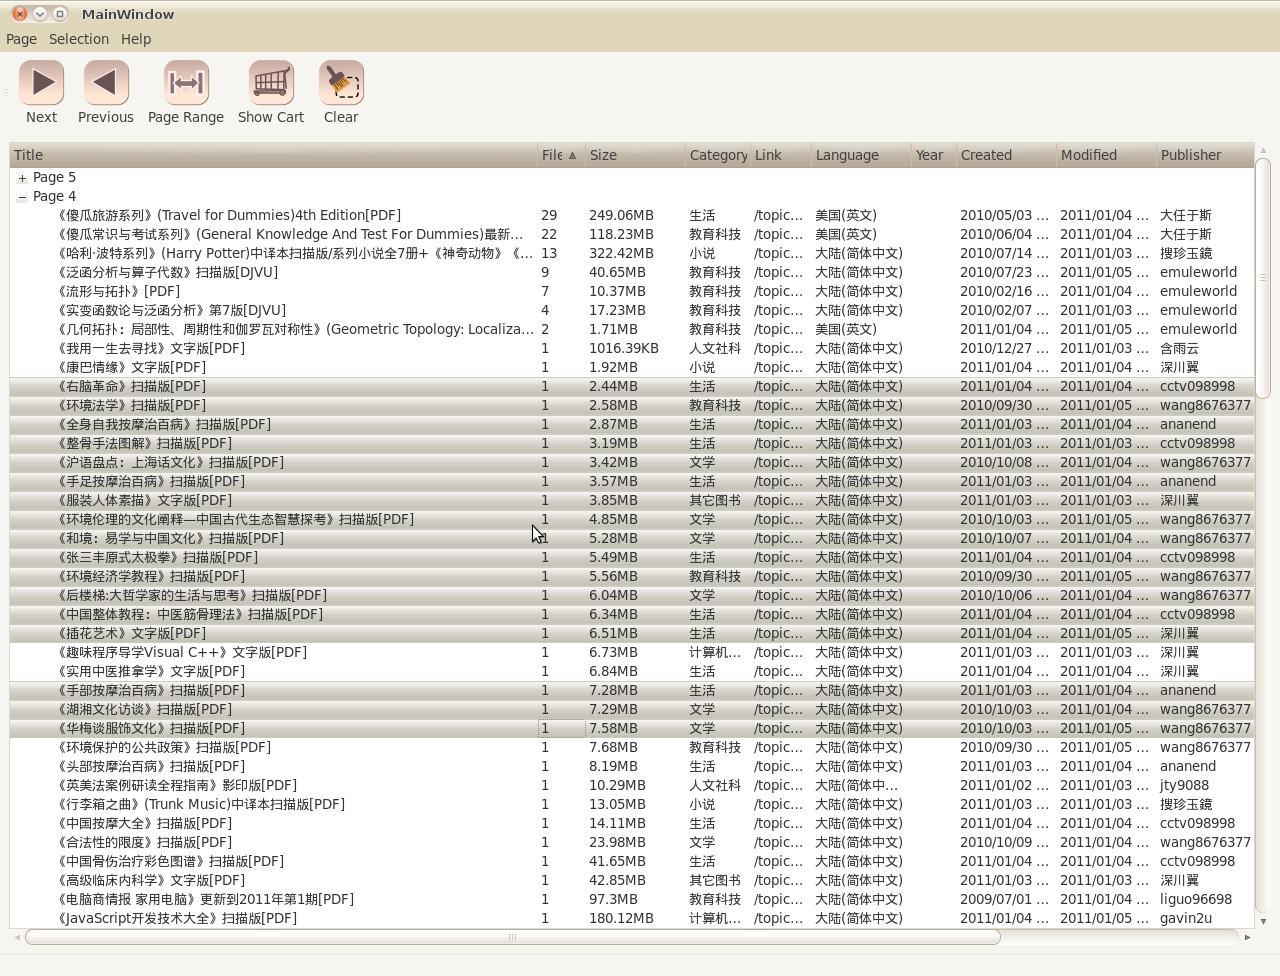 MainWindow
Page Selection Help
Next Previous Page Range Show Cart Clear
Title File Size Category Link Language Year Created Modified Publisher
Page 5
Page 4
《傻瓜旅游系列》(Travel for Dummies)4th Edition[PDF] 29 249.06MB 生活 /topic... 美国(英文) 2010/05/03 ... 2011/01/04 ... 大任于斯
《傻瓜常识与考试系列》(General Knowledge And Test For Dummies)最新... 22 118.23MB 教育科技 /topic... 美国(英文) 2010/06/04 ... 2011/01/04 ... 大任于斯
《哈利·波特系列》(Harry Potter)中译本扫描版/系列小说全7册+《神奇动物》《... 13 322.42MB 小说 /topic... 大陆(简体中文) 2010/07/14 ... 2011/01/03 ... 搜珍玉鏡
《泛函分析与算子代数》扫描版[DJVU] 9 40.65MB 教育科技 /topic... 大陆(简体中文) 2010/07/23 ... 2011/01/05 ... emuleworld
《流形与拓扑》[PDF] 7 10.37MB 教育科技 /topic... 大陆(简体中文) 2010/02/16 ... 2011/01/04 ... emuleworld
《实变函数论与泛函分析》第7版[DJVU] 4 17.23MB 教育科技 /topic... 大陆(简体中文) 2010/02/07 ... 2011/01/03 ... emuleworld
《几何拓扑：局部性、周期性和伽罗瓦对称性》(Geometric Topology: Localiza... 2 1.71MB 教育科技 /topic... 美国(英文) 2011/01/04 ... 2011/01/05 ... emuleworld
《我用一生去寻找》文字版[PDF] 1 1016.39KB 人文社科 /topic... 大陆(简体中文) 2010/12/27 ... 2011/01/03 ... 含雨云
《康巴情缘》文字版[PDF] 1 1.92MB 小说 /topic... 大陆(简体中文) 2011/01/04 ... 2011/01/04 ... 深川翼
《右脑革命》扫描版[PDF] 1 2.44MB 生活 /topic... 大陆(简体中文) 2011/01/04 ... 2011/01/04 ... cctv098998
《环境法学》扫描版[PDF] 1 2.58MB 教育科技 /topic... 大陆(简体中文) 2010/09/30 ... 2011/01/05 ... wang8676377
《全身自我按摩治百病》扫描版[PDF] 1 2.87MB 生活 /topic... 大陆(简体中文) 2011/01/03 ... 2011/01/04 ... ananend
《整骨手法图解》扫描版[PDF] 1 3.19MB 生活 /topic... 大陆(简体中文) 2011/01/03 ... 2011/01/03 ... cctv098998
《沪语盘点：上海话文化》扫描版[PDF] 1 3.42MB 文学 /topic... 大陆(简体中文) 2010/10/08 ... 2011/01/04 ... wang8676377
《手足按摩治百病》扫描版[PDF] 1 3.57MB 生活 /topic... 大陆(简体中文) 2011/01/03 ... 2011/01/04 ... ananend
《服装人体素描》文字版[PDF] 1 3.85MB 其它图书 /topic... 大陆(简体中文) 2011/01/03 ... 2011/01/03 ... 深川翼
《环境伦理的文化阐释—中国古代生态智慧探考》扫描版[PDF] 1 4.85MB 文学 /topic... 大陆(简体中文) 2010/10/03 ... 2011/01/05 ... wang8676377
《和境：易学与中国文化》扫描版[PDF] 1 5.28MB 文学 /topic... 大陆(简体中文) 2010/10/07 ... 2011/01/04 ... wang8676377
《张三丰原式太极拳》扫描版[PDF] 1 5.49MB 生活 /topic... 大陆(简体中文) 2011/01/04 ... 2011/01/04 ... cctv098998
《环境经济学教程》扫描版[PDF] 1 5.56MB 教育科技 /topic... 大陆(简体中文) 2010/09/30 ... 2011/01/05 ... wang8676377
《后楼梯:大哲学家的生活与思考》扫描版[PDF] 1 6.04MB 文学 /topic... 大陆(简体中文) 2010/10/06 ... 2011/01/04 ... wang8676377
《中国整体教程：中医筋骨理法》扫描版[PDF] 1 6.34MB 生活 /topic... 大陆(简体中文) 2011/01/04 ... 2011/01/04 ... cctv098998
《插花艺术》文字版[PDF] 1 6.51MB 生活 /topic... 大陆(简体中文) 2011/01/04 ... 2011/01/05 ... 深川翼
《趣味程序导学Visual C++》文字版[PDF] 1 6.73MB 计算机... /topic... 大陆(简体中文) 2011/01/03 ... 2011/01/03 ... 深川翼
《实用中医推拿学》文字版[PDF] 1 6.84MB 生活 /topic... 大陆(简体中文) 2011/01/04 ... 2011/01/04 ... 深川翼
《手部按摩治百病》扫描版[PDF] 1 7.28MB 生活 /topic... 大陆(简体中文) 2011/01/03 ... 2011/01/04 ... ananend
《湖湘文化访谈》扫描版[PDF] 1 7.29MB 文学 /topic... 大陆(简体中文) 2010/10/03 ... 2011/01/04 ... wang8676377
《华梅谈服饰文化》扫描版[PDF] 1 7.58MB 文学 /topic... 大陆(简体中文) 2010/10/03 ... 2011/01/05 ... wang8676377
《环境保护的公共政策》扫描版[PDF] 1 7.68MB 教育科技 /topic... 大陆(简体中文) 2010/09/30 ... 2011/01/05 ... wang8676377
《头部按摩治百病》扫描版[PDF] 1 8.19MB 生活 /topic... 大陆(简体中文) 2011/01/03 ... 2011/01/04 ... ananend
《英美法案例研读全程指南》影印版[PDF] 1 10.29MB 人文社科 /topic... 大陆(简体中... 2011/01/02 ... 2011/01/03 ... jty9088
《行李箱之曲》(Trunk Music)中译本扫描版[PDF] 1 13.05MB 小说 /topic... 大陆(简体中文) 2011/01/03 ... 2011/01/03 ... 搜珍玉鏡
《中国按摩大全》扫描版[PDF] 1 14.11MB 生活 /topic... 大陆(简体中文) 2011/01/04 ... 2011/01/04 ... cctv098998
《合法性的限度》扫描版[PDF] 1 23.98MB 文学 /topic... 大陆(简体中文) 2010/10/09 ... 2011/01/04 ... wang8676377
《中国骨伤治疗彩色图谱》扫描版[PDF] 1 41.65MB 生活 /topic... 大陆(简体中文) 2011/01/04 ... 2011/01/04 ... cctv098998
《高级临床内科学》文字版[PDF] 1 42.85MB 其它图书 /topic... 大陆(简体中文) 2011/01/04 ... 2011/01/03 ... 深川翼
《电脑商情报 家用电脑》更新到2011年第1期[PDF] 1 97.3MB 教育科技 /topic... 大陆(简体中文) 2009/07/01 ... 2011/01/04 ... liguo96698
《JavaScript开发技术大全》扫描版[PDF] 1 180.12MB 计算机... /topic... 大陆(简体中文) 2011/01/04 ... 2011/01/05 ... gavin2u